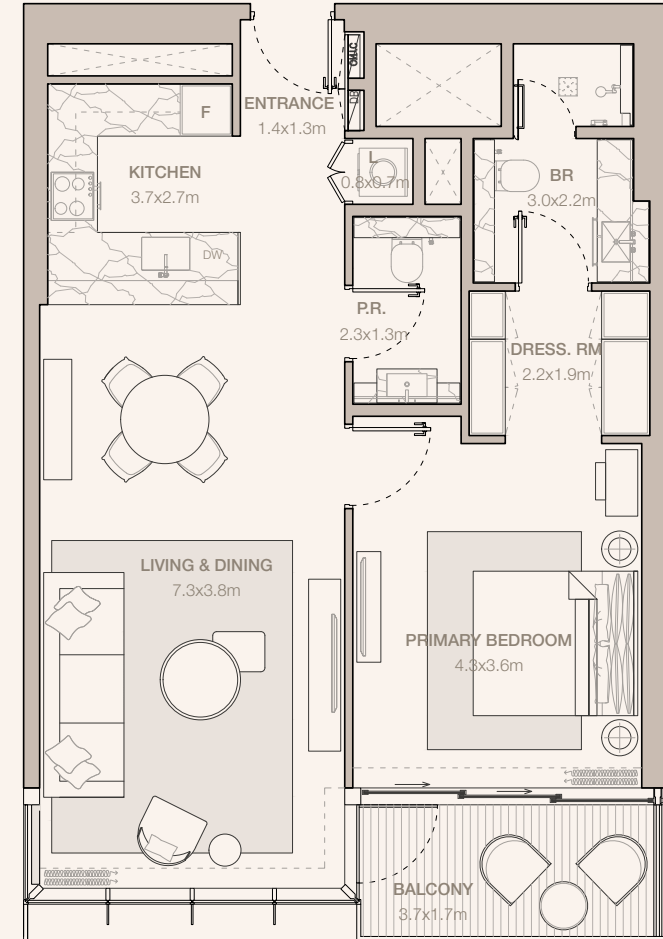 F
ENTRANCE
1.4x1.3m
KITCHEN
3.7x2.7m
L
0.8x0.7m
BR
3.0x2.2m
DW
P.R.
2.3x1.3m
DRESS. RM
2.2x1.9m
LIVING & DINING
7.3x3.8m
PRIMARY BEDROOM
4.3x3.6m
BALCONY
3.7x1.7m